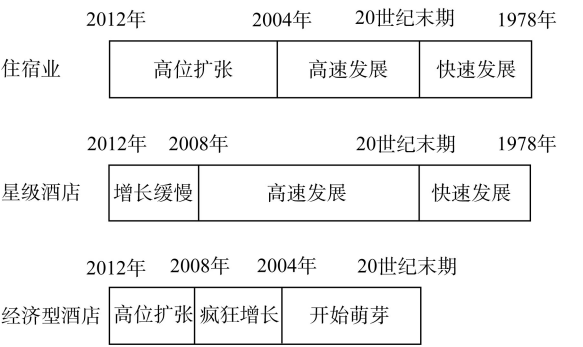 2012年 2004年 20世纪末期 1978年
住宿业 高位扩张 高速发展 快速发展
2012年 2008年 20世纪末期 1978年
星级酒店 增长缓慢 高速发展 快速发展
2012年 2008年 2004年 20世纪末期
经济型酒店 高位扩张 疯狂增长 开始萌芽